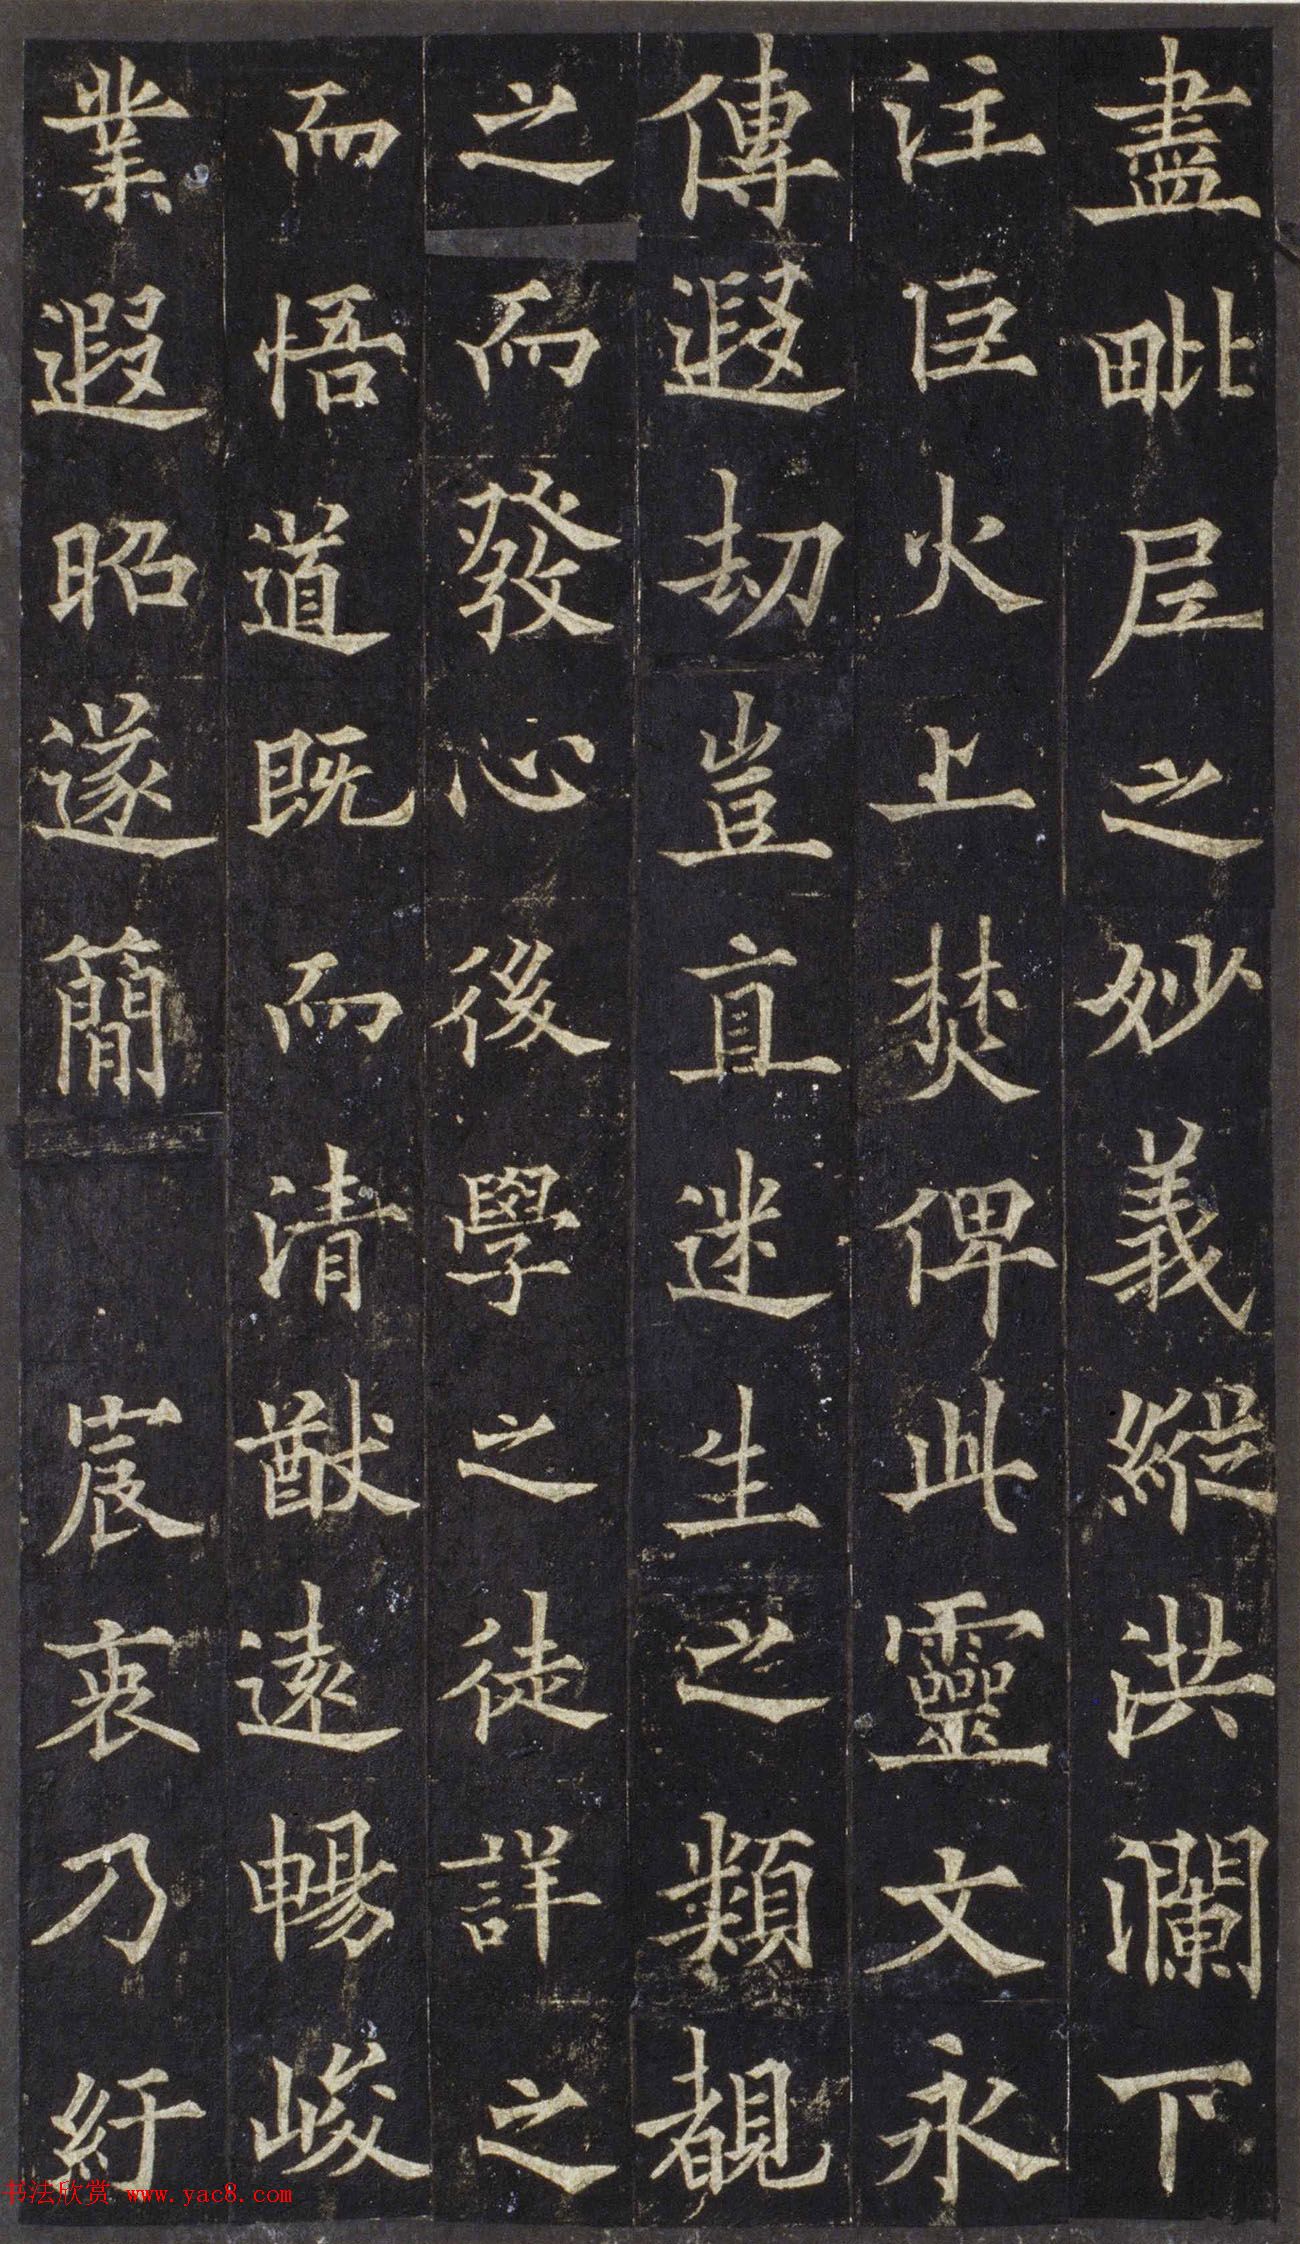 盡毗𡰱之妙義縱洪瀾下
注巨火上焚俾此靈文永
傳遐劫豈直迷生之類覩
之而發心後學之徒詳之
而悟道既而清猷遠暢峻
業遐昭遂簡
宸衷乃紆
书法欣赏 www.yac8.com